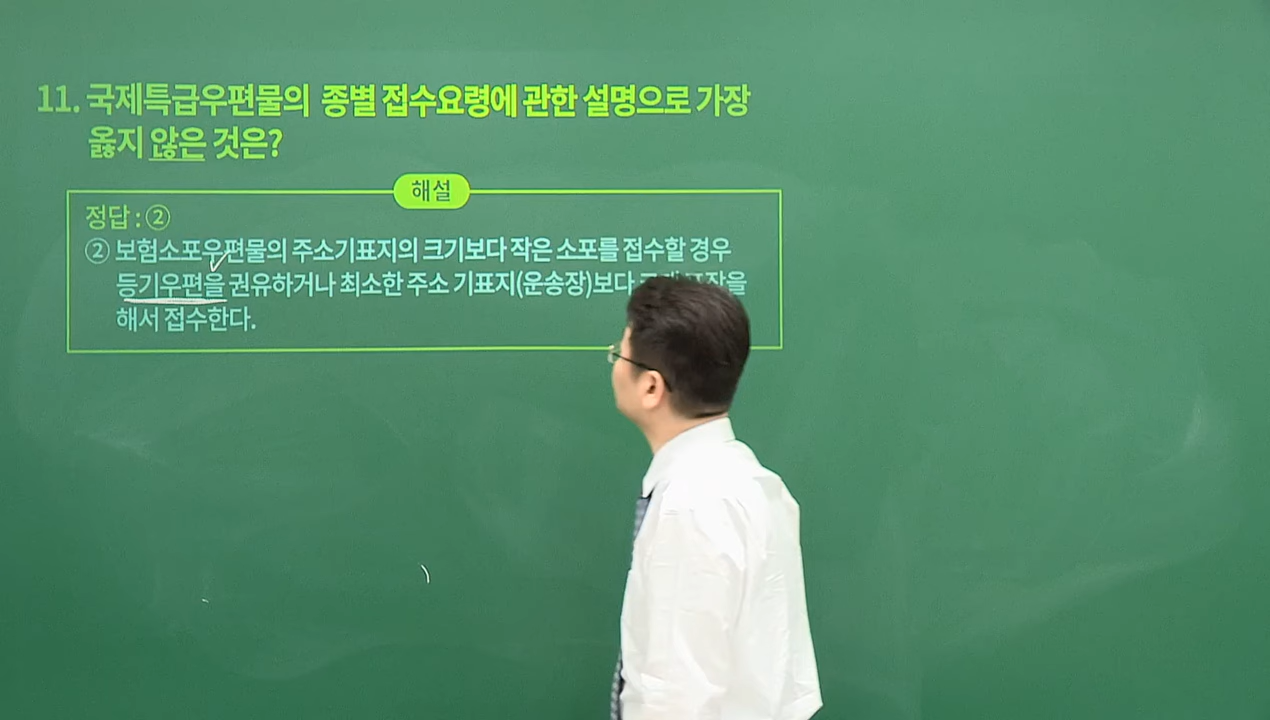 11. 국제특급우편물의 종별 접수요령에 관한 설명으로 가장
옳지 않은 것은?
해설
정답 : ②
② 보험소포우편물의 주소기표지의 크기보다 작은 소포를 접수할 경우
등기우편을 권유하거나 최소한 주소 기표지(운송장)보다
해서 접수한다.